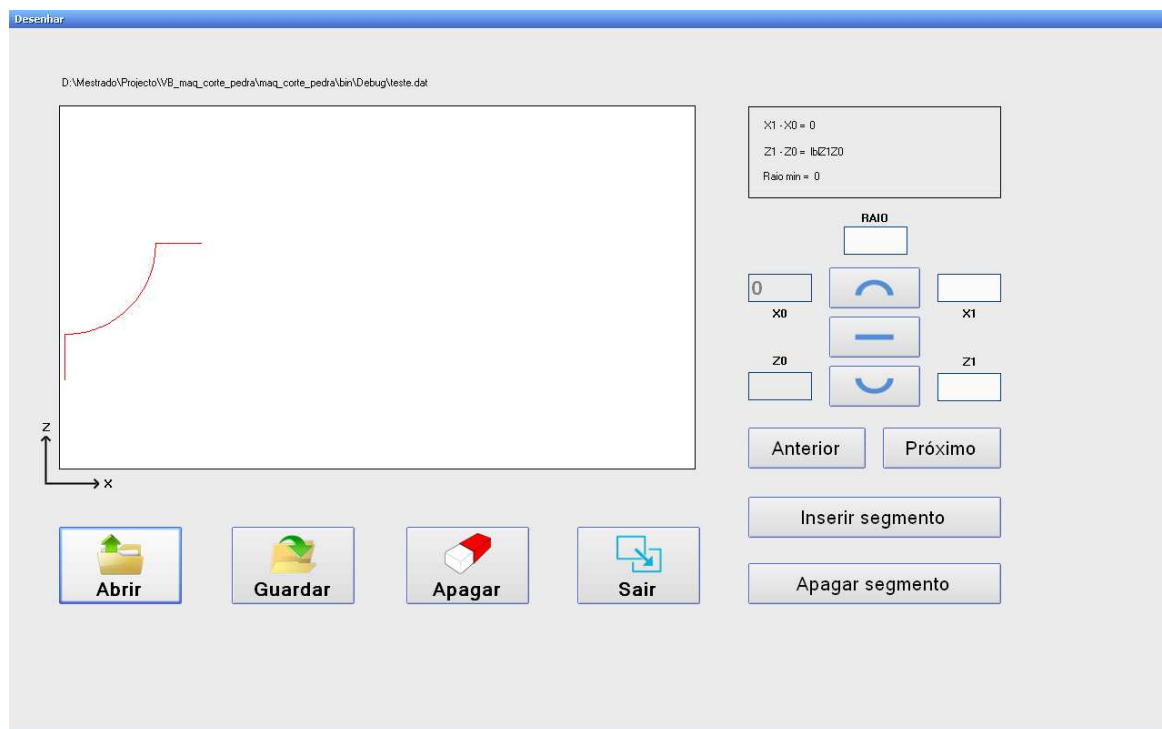 Desenhar
D:\Mestrado\Projecto\VB_maq_corte_pedra\maq_corte_pedra\bin\Debug\teste.dat
X1 - X0 = 0
Z1 - Z0 = lblZ1Z0
Raio min = 0
RAIO
0
X0
X1
Z0
Z1
Z
X
Anterior
Próximo
Inserir segmento
Apagar segmento
Abrir
Guardar
Apagar
Sair